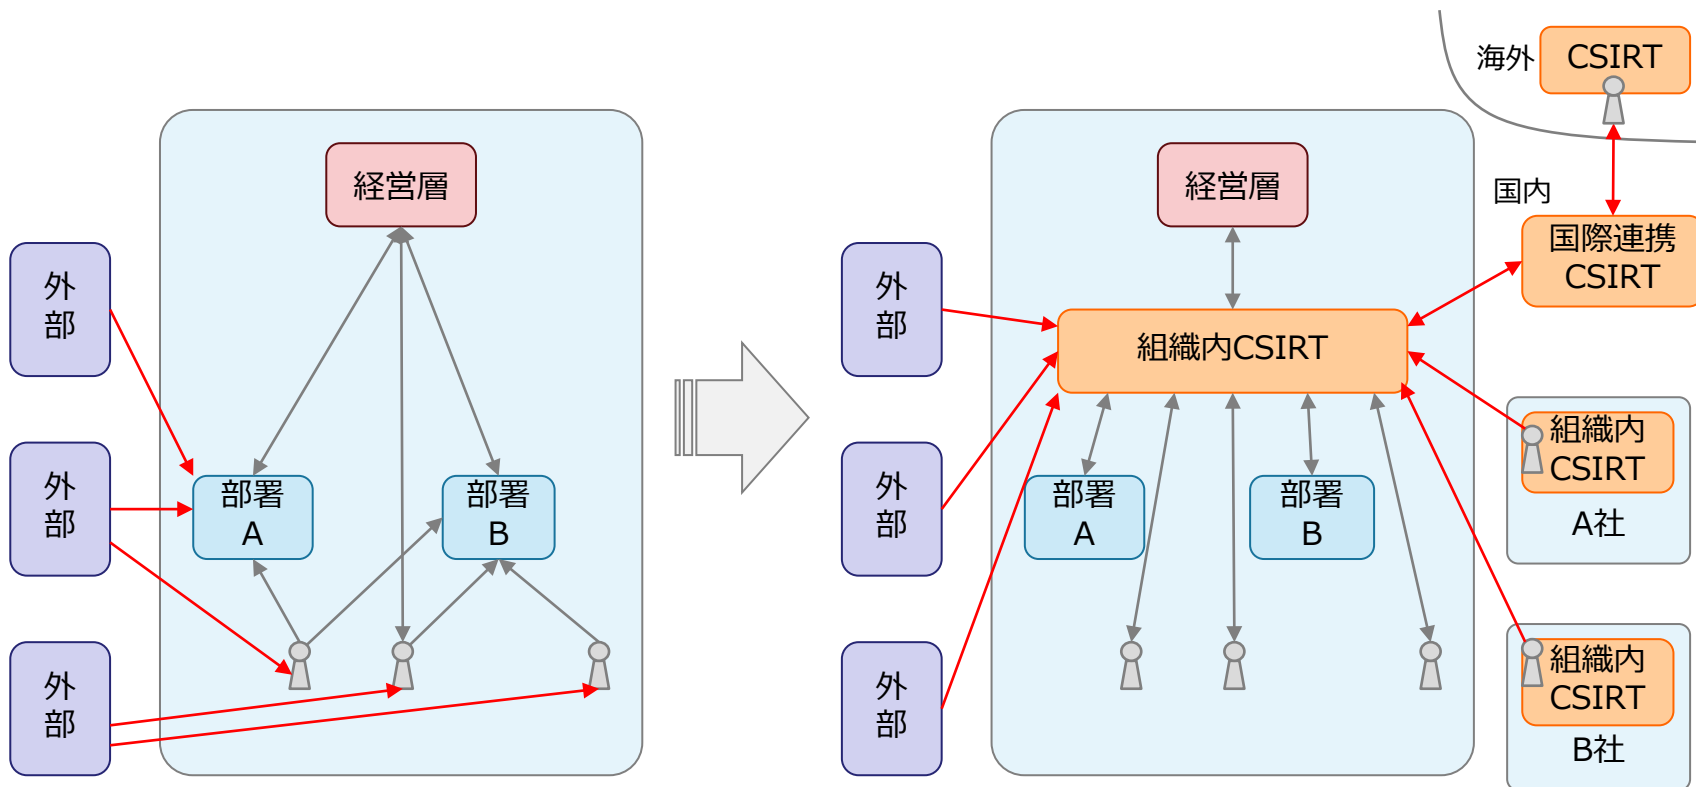 経営層
外
部
外
部
外
部
部署
A
部署
B
海外
CSIRT
国内
国際連携
CSIRT
経営層
外
部
外
部
外
部
組織内CSIRT
部署
A
部署
B
組織内
CSIRT
A社
組織内
CSIRT
B社